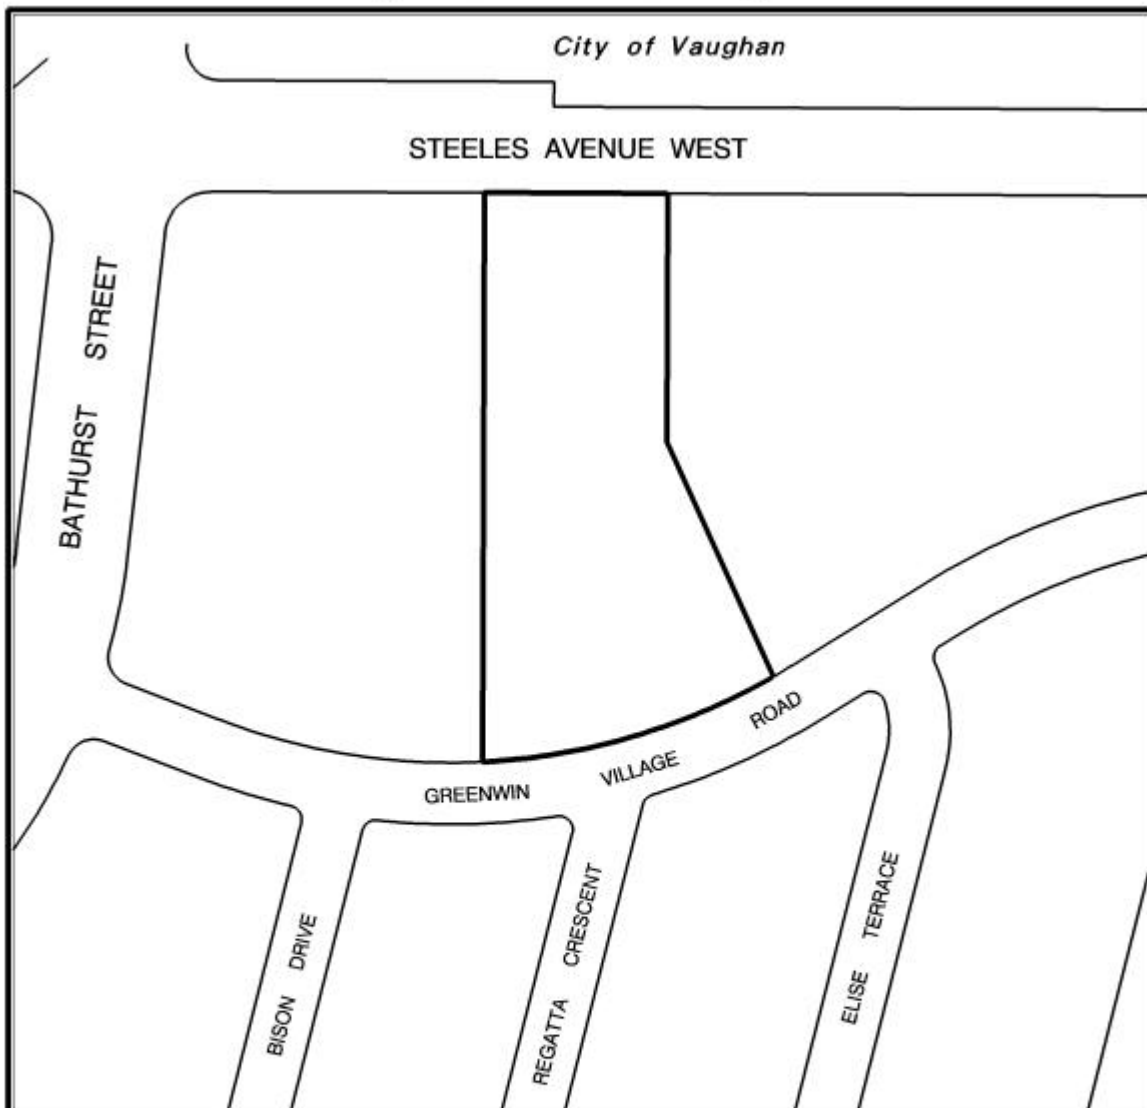 City of Vaughan
STEELES AVENUE WEST
BATHURST STREET
GREENWIN VILLAGE ROAD
BISON DRIVE
REGATTA CRESCENT
ELISE TERRACE